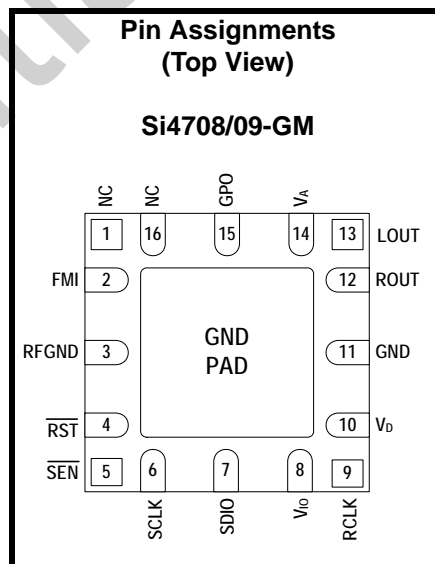 Pin Assignments
(Top View)
Si4708/09-GM
NC
NC
GPO
VA
1
16
15
14
13
LOUT
FMI
2
12
ROUT
GND
PAD
RFGND
3
11
GND
RST
4
10
VD
SEN
5
6
7
8
9
SCLK
SDIO
VIO
RCLK